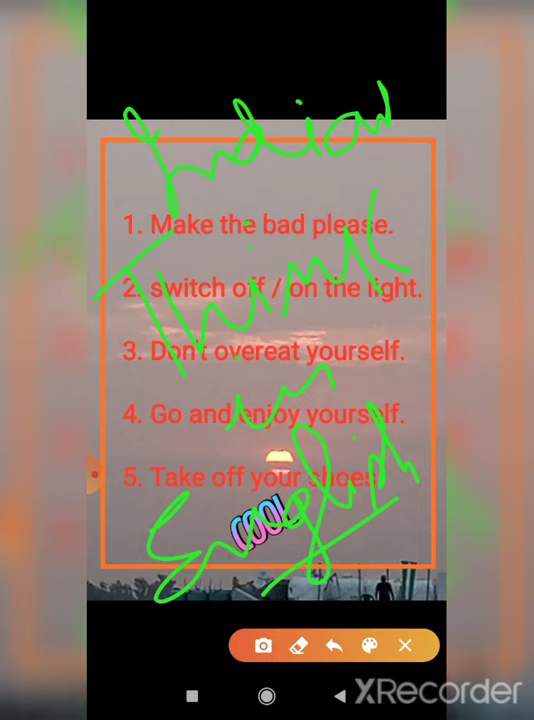 Indian
1. Make the bad please.
Think
2. switch off / on the light.
3. Don't overeat yourself.
in
4. Go and enjoy yourself.
5. Take off your shoes
English
COOL
XRecorder